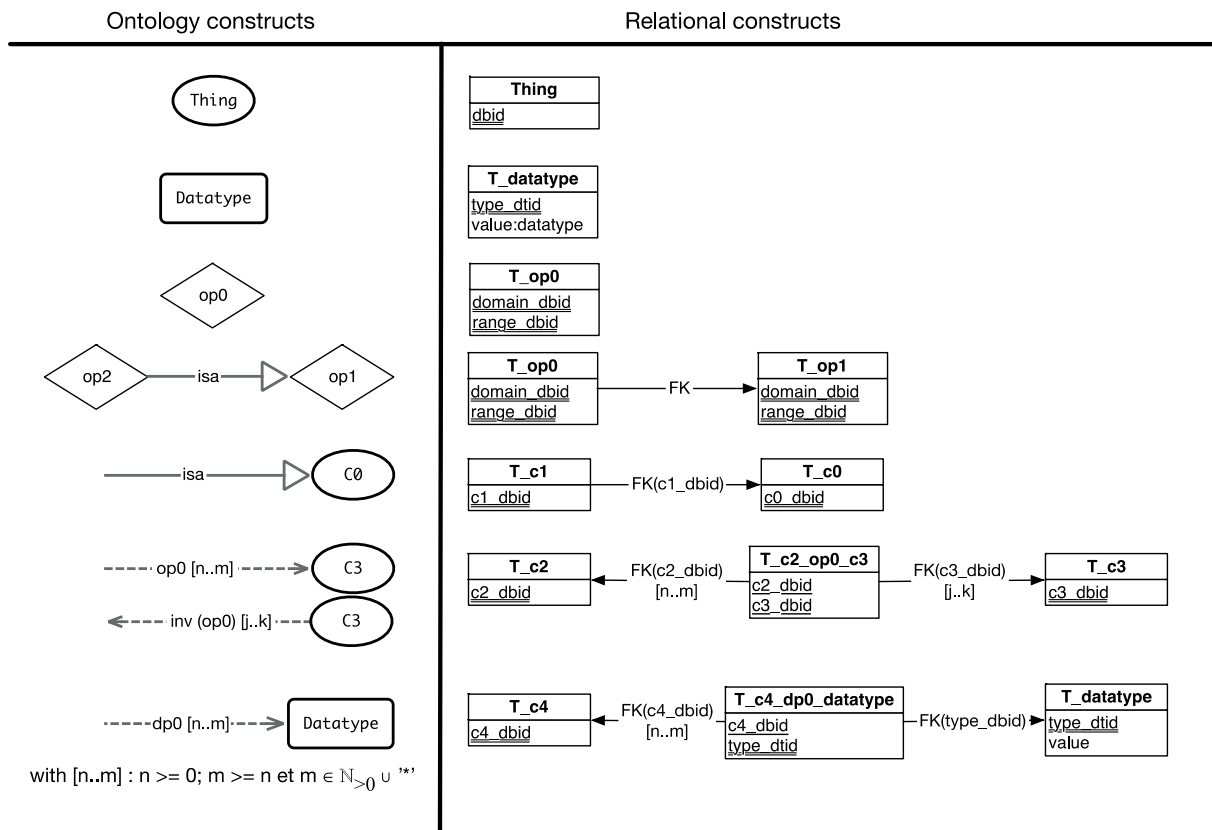 Ontology constructs
Relational constructs
Thing
Thing
dbid
Datatype
T_datatype
type_dtid
value:datatype
op0
T_op0
domain_dbid
range_dbid
op2
isa
op1
T_op0
domain_dbid
range_dbid
FK
T_op1
domain_dbid
range_dbid
isa
C0
T_c1
c1_dbid
FK(c1_dbid)
T_c0
c0_dbid
op0 [n..m]
C3
inv (op0) [j..k]
C3
T_c2
c2_dbid
FK(c2_dbid)
[n..m]
T_c2_op0_c3
c2_dbid
c3_dbid
FK(c3_dbid)
[j..k]
T_c3
c3_dbid
dp0 [n..m]
Datatype
T_c4
c4_dbid
FK(c4_dbid)
[n..m]
T_c4_dp0_datatype
c4_dbid
type_dtid
FK(type_dbid)
T_datatype
type_dtid
value
with [n..m] : n >= 0; m >= n et m ∈ ℕ>0 ∪ '*'